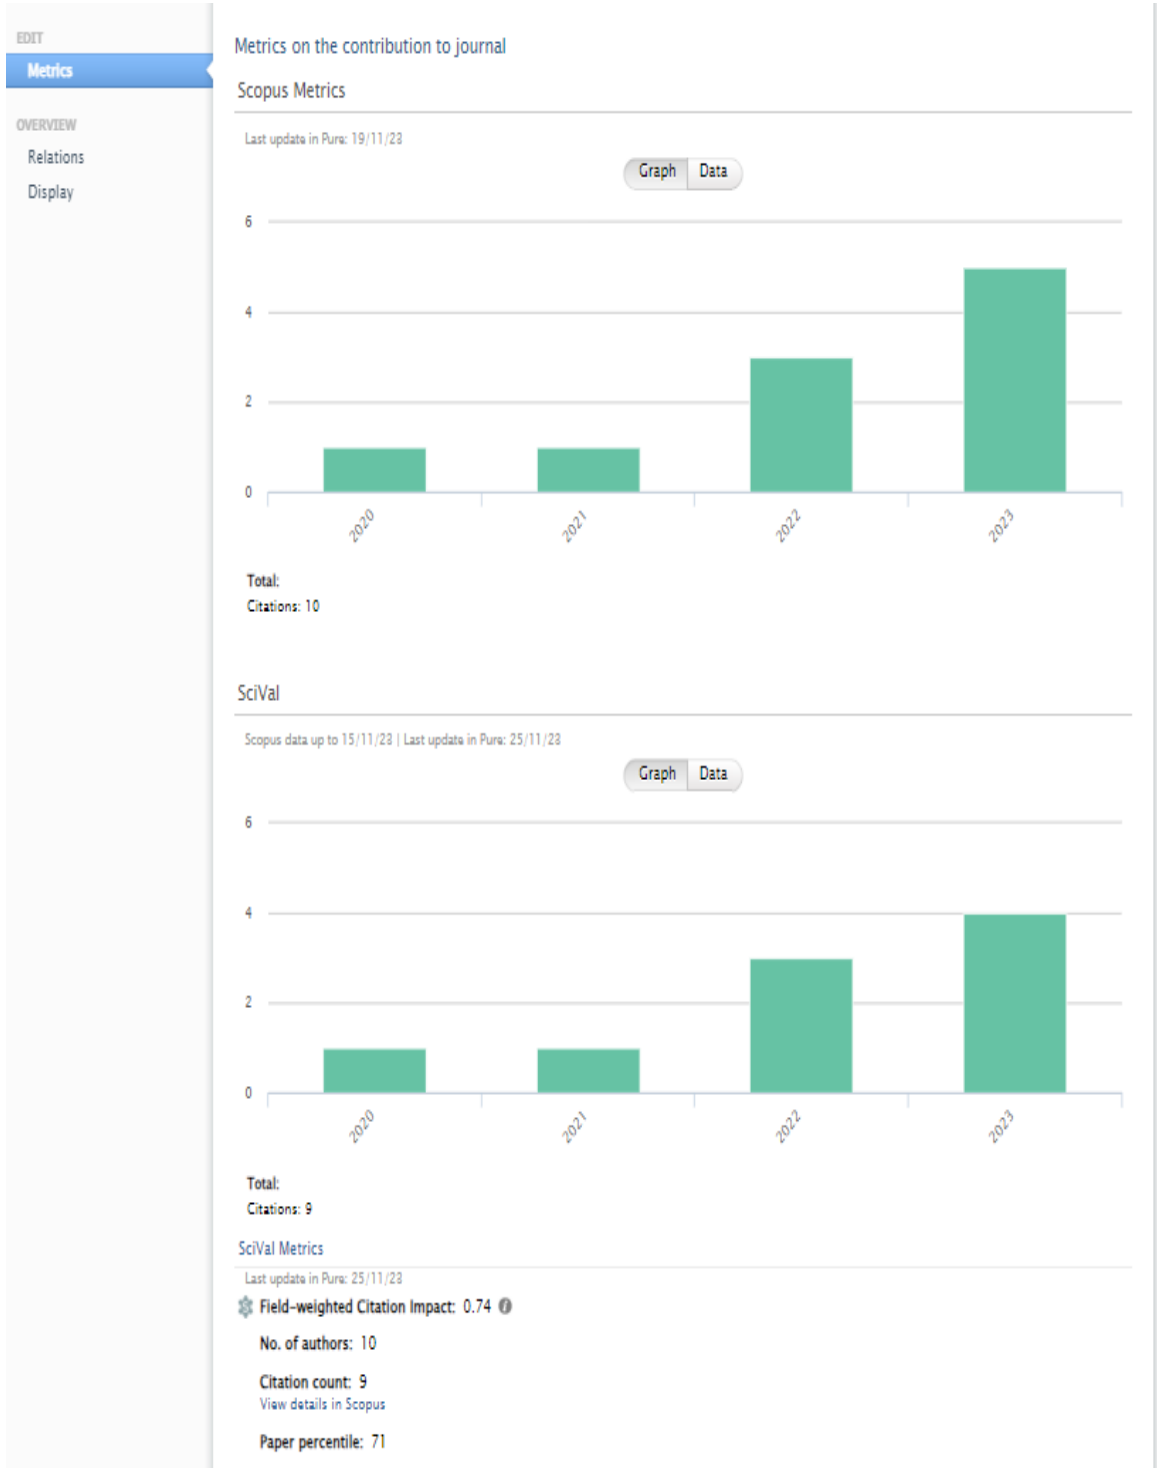 EDIT
Metrics
OVERVIEW
Relations
Display
Metrics on the contribution to journal
Scopus Metrics
Last update in Pure: 19/11/23
Graph Data
6
4
2
0
2020 2021 2022 2023
Total:
Citations: 10
SciVal
Scopus data up to 15/11/23 | Last update in Pure: 25/11/23
Graph Data
6
4
2
0
2020 2021 2022 2023
Total:
Citations: 9
SciVal Metrics
Last update in Pure: 25/11/23
Field-weighted Citation Impact: 0.74
No. of authors: 10
Citation count: 9
View details in Scopus
Paper percentile: 71